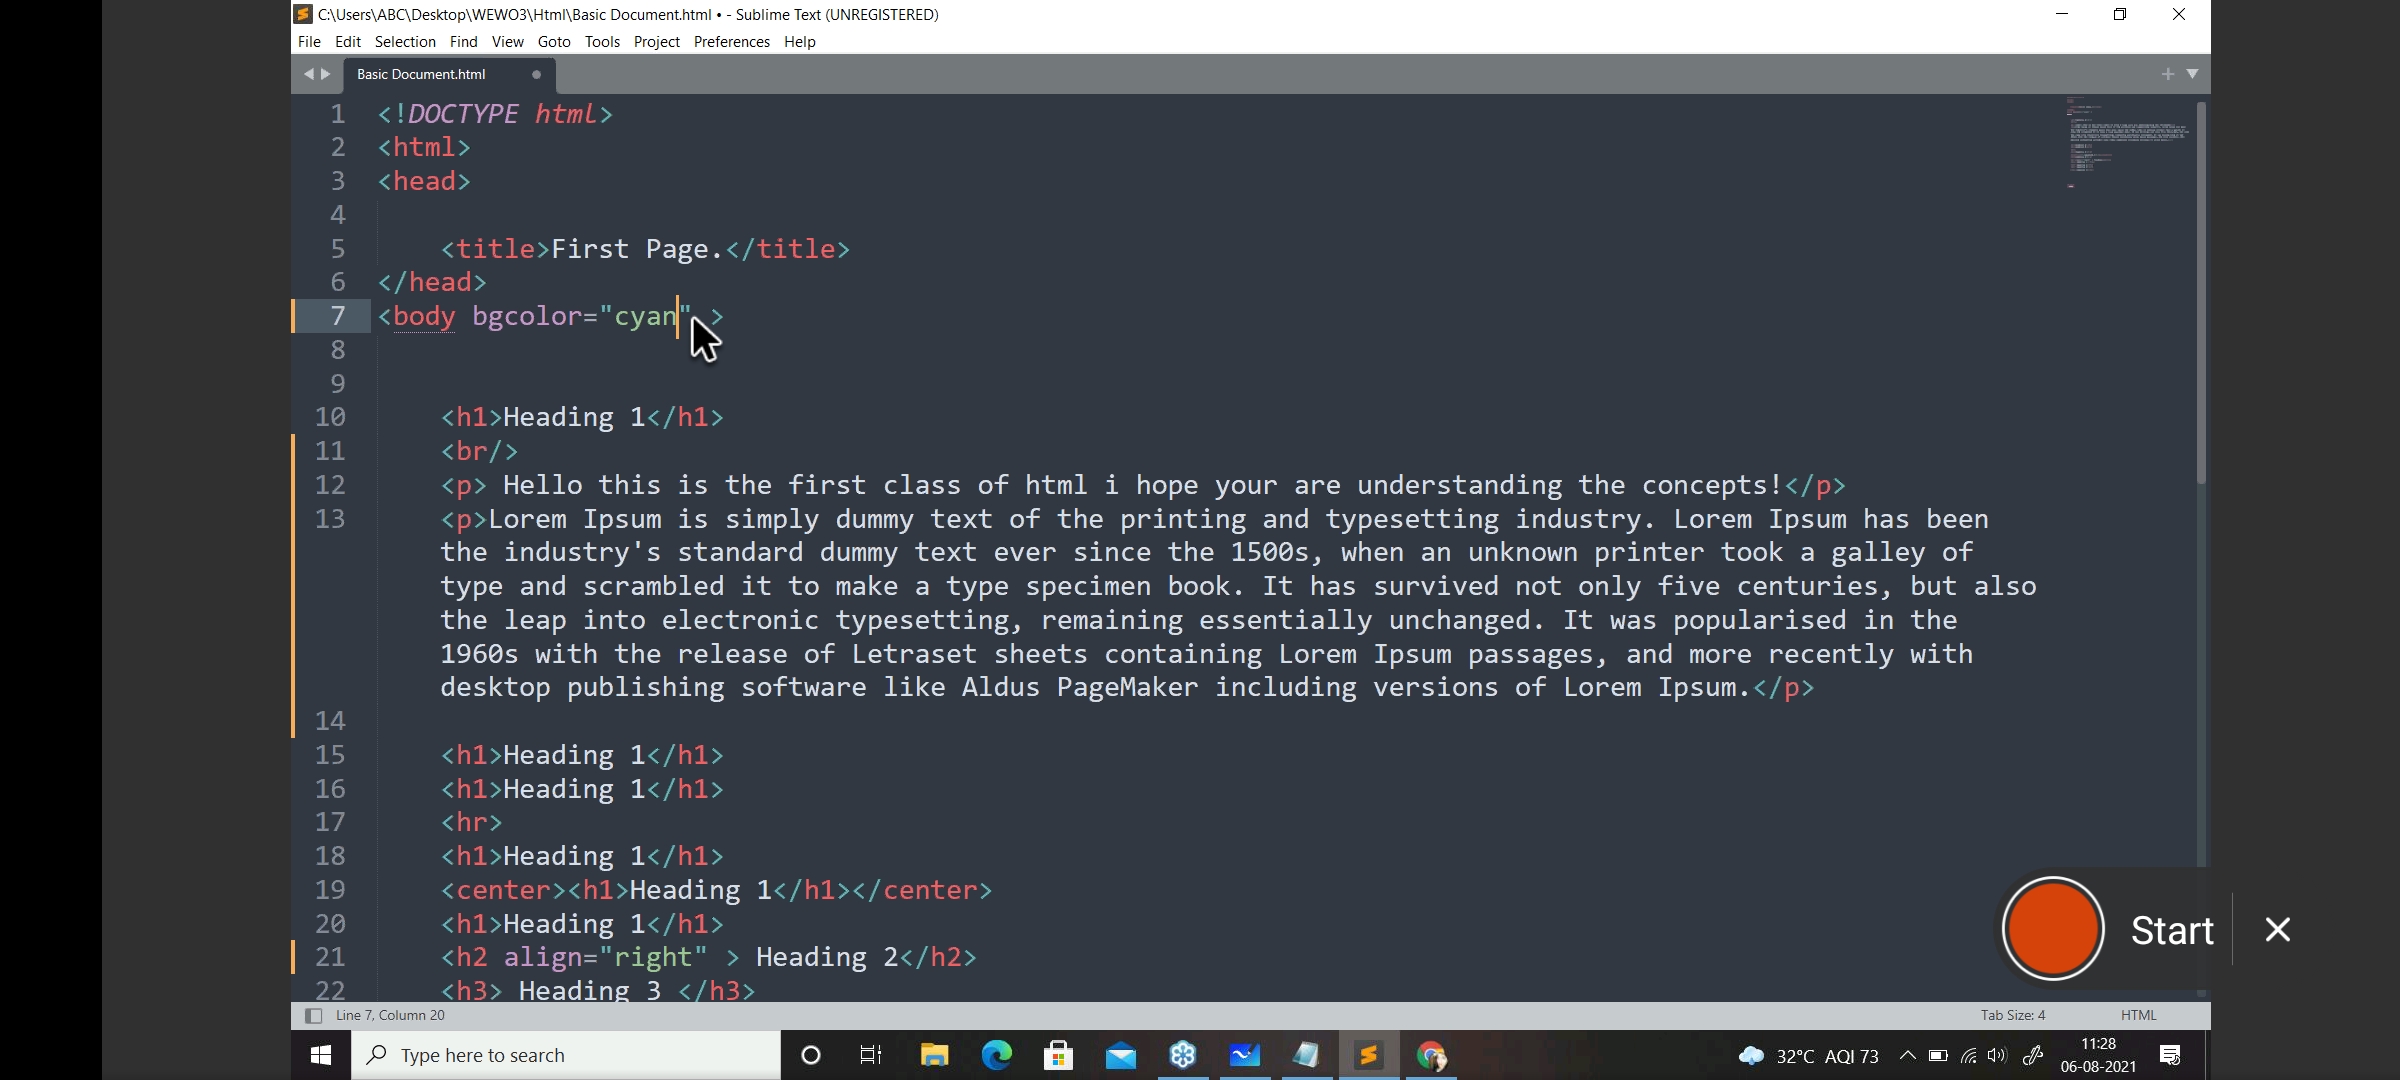 C:\Users\ABC\Desktop\WEWO3\Html\Basic Document.html • - Sublime Text (UNREGISTERED)
File Edit Selection Find View Goto Tools Project Preferences Help
Basic Document.html
1 <!DOCTYPE html>
2 <html>
3 <head>
4
5 <title>First Page.</title>
6 </head>
7 <body bgcolor="cyan" >
8
9
10 <h1>Heading 1</h1>
11 <br/>
12 <p> Hello this is the first class of html i hope your are understanding the concepts!</p>
13 <p>Lorem Ipsum is simply dummy text of the printing and typesetting industry. Lorem Ipsum has been
the industry's standard dummy text ever since the 1500s, when an unknown printer took a galley of
type and scrambled it to make a type specimen book. It has survived not only five centuries, but also
the leap into electronic typesetting, remaining essentially unchanged. It was popularised in the
1960s with the release of Letraset sheets containing Lorem Ipsum passages, and more recently with
desktop publishing software like Aldus PageMaker including versions of Lorem Ipsum.</p>
14
15 <h1>Heading 1</h1>
16 <h1>Heading 1</h1>
17 <hr>
18 <h1>Heading 1</h1>
19 <center><h1>Heading 1</h1></center>
20 <h1>Heading 1</h1>
21 <h2 align="right" > Heading 2</h2>
22 <h3> Heading 3 </h3>
Start
Line 7, Column 20 Tab Size: 4 HTML
Type here to search
32°C AQI 73
11:28
06-08-2021